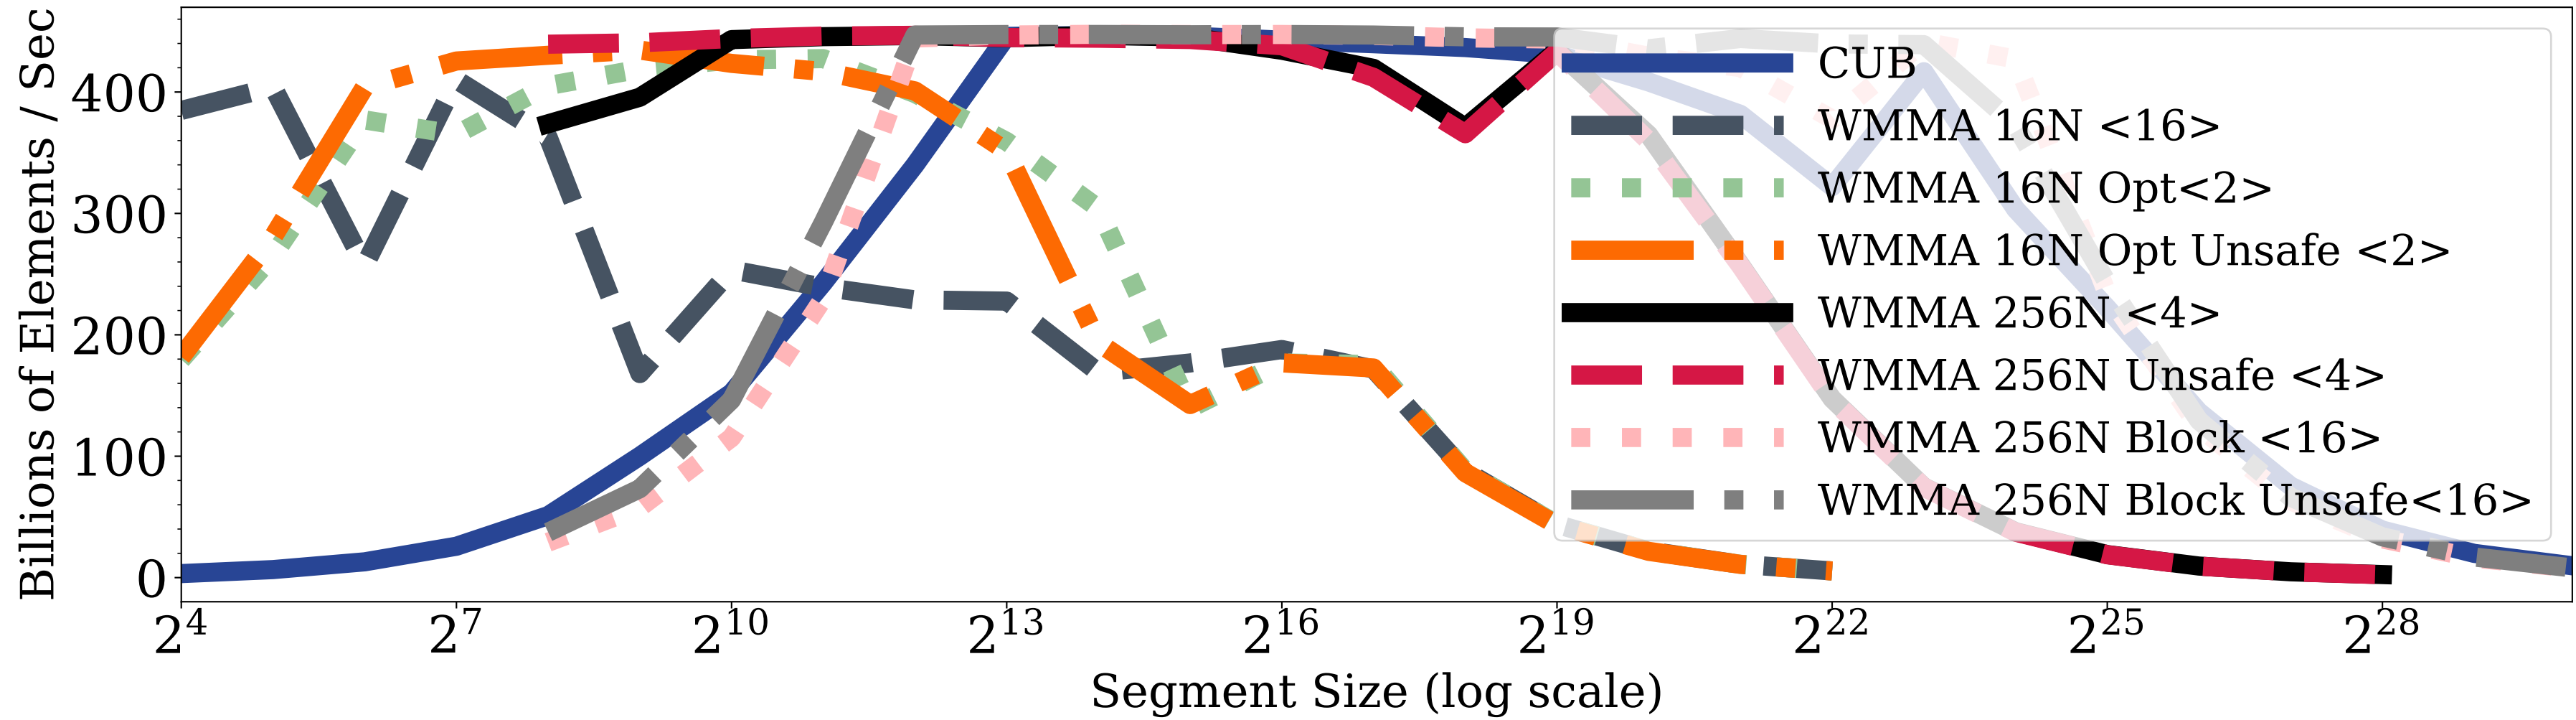 Billions of Elements / Sec
400
300
200
100
0
2^4 2^7 2^10 2^13 2^16 2^19 2^22 2^25 2^28
Segment Size (log scale)
CUB
WMMA 16N <16>
WMMA 16N Opt<2>
WMMA 16N Opt Unsafe <2>
WMMA 256N <4>
WMMA 256N Unsafe <4>
WMMA 256N Block <16>
WMMA 256N Block Unsafe<16>